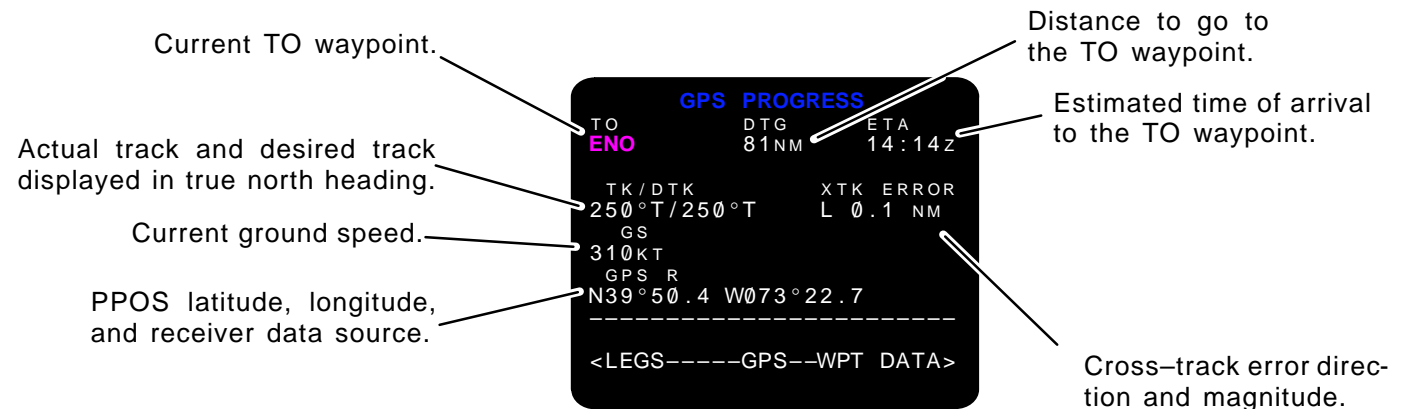 Current TO waypoint.
Actual track and desired track
displayed in true north heading.
Current ground speed.
PPOS latitude, longitude,
and receiver data source.
GPS PROGRESS
TO DTG ETA
ENO 81NM 14:14Z
TK/DTK XTK ERROR
250°T/250°T L 0.1 NM
GS
310KT
GPS R
N39°50.4 W073°22.7
------------------------
<LEGS-----GPS--WPT DATA>
Distance to go to
the TO waypoint.
Estimated time of arrival
to the TO waypoint.
Cross–track error direc-
tion and magnitude.